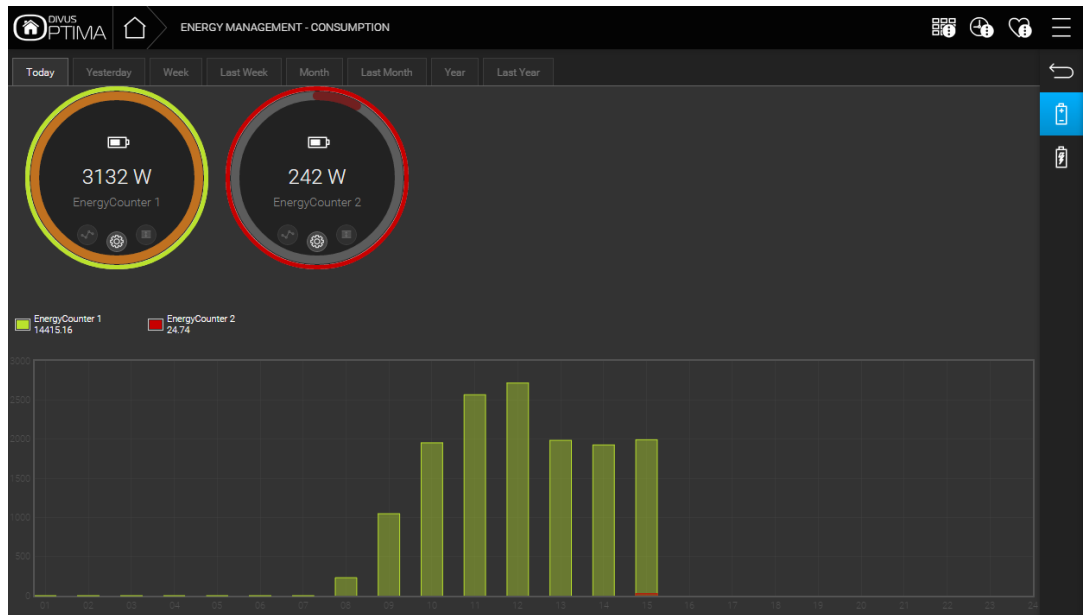 DIVUS
OPTIMA
ENERGY MANAGEMENT - CONSUMPTION
Today Yesterday Week Last Week Month Last Month Year Last Year
3132 W
EnergyCounter 1
242 W
EnergyCounter 2
EnergyCounter 1
14415.16
EnergyCounter 2
24.74
3000
2500
2000
1500
1000
500
0
01 02 03 04 05 06 07 08 09 10 11 12 13 14 15 16 17 18 19 20 21 22 23 24